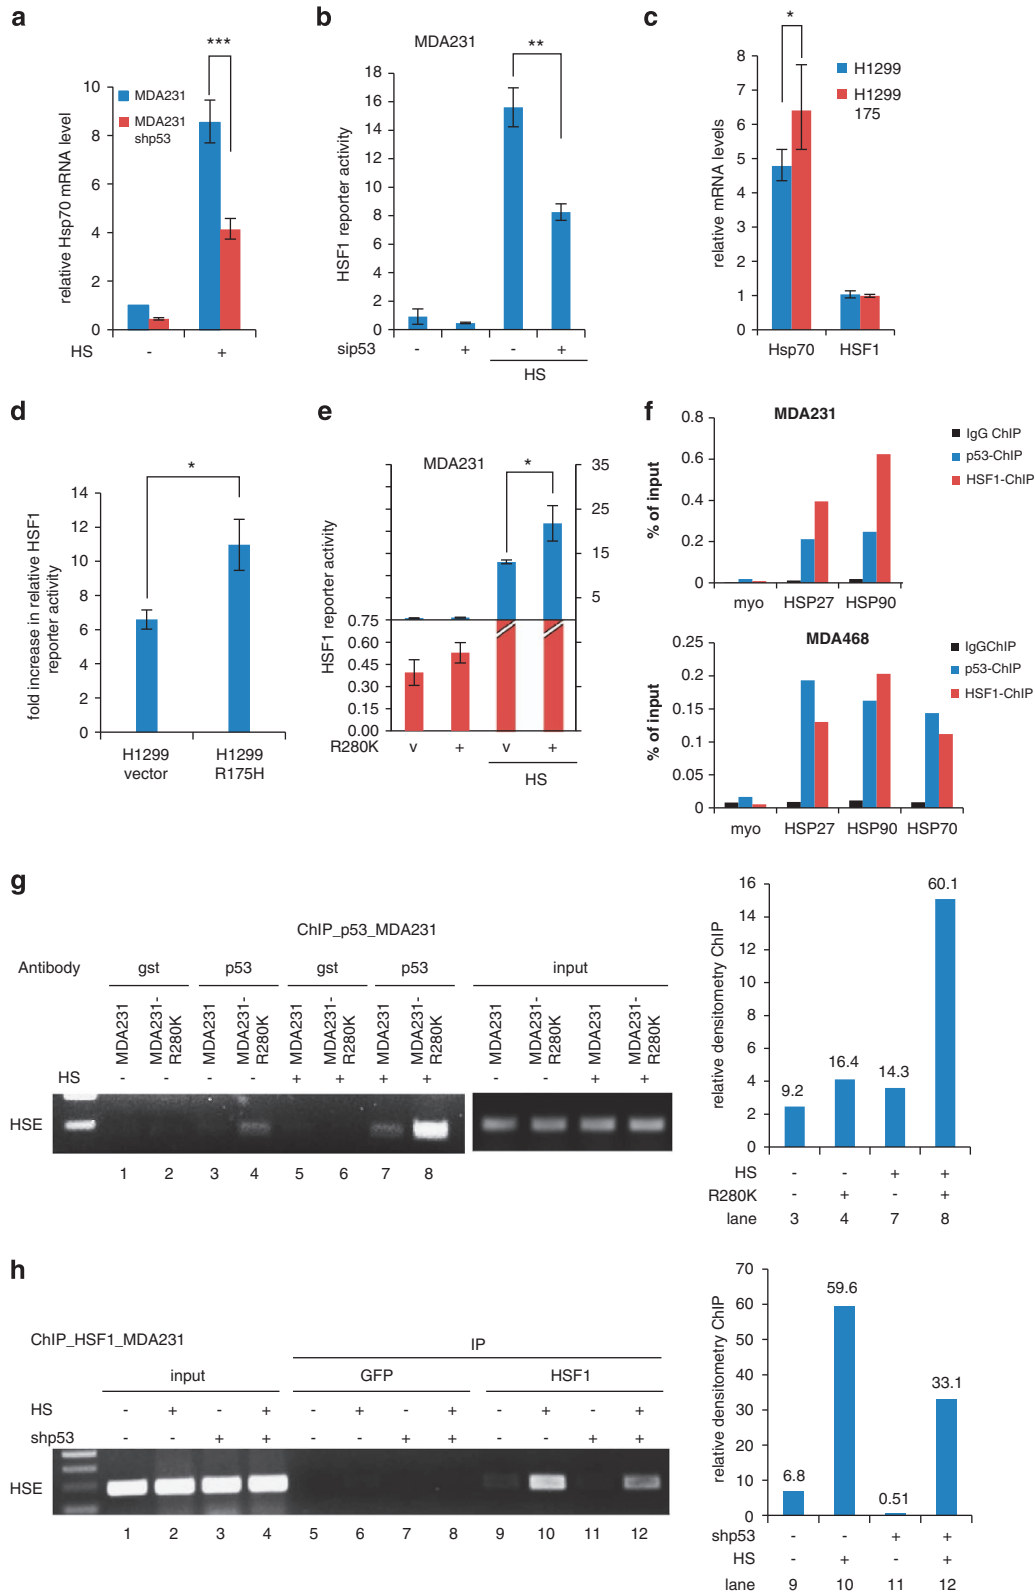 a
***
10
8
6
4
2
0
relative Hsp70 mRNA level
MDA231
MDA231
shp53
HS
-
+
b
MDA231
**
18
16
14
12
10
8
6
4
2
0
HSF1 reporter activity
sip53
-
+
-
+
HS
c
*
8
7
6
5
4
3
2
1
0
relative mRNA levels
H1299
H1299
175
Hsp70
HSF1
d
*
14
12
10
8
6
4
2
0
fold increase in relative HSF1
reporter activity
H1299
vector
H1299
R175H
e
MDA231
*
35
25
15
5
0.75
0.60
0.45
0.30
0.15
0.00
HSF1 reporter activity
R280K
v
+
v
+
HS
f
MDA231
0.8
0.6
0.4
0.2
0
% of input
IgG ChIP
p53-ChIP
HSF1-ChIP
myo
HSP27
HSP90
MDA468
0.25
0.2
0.15
0.1
0.05
0
% of input
IgGChIP
p53-ChIP
HSF1-ChIP
myo
HSP27
HSP90
HSP70
g
ChIP_p53_MDA231
Antibody
gst
p53
gst
p53
input
MDA231
MDA231-
R280K
MDA231
MDA231-
R280K
MDA231
MDA231-
R280K
MDA231
MDA231-
R280K
MDA231
MDA231-
R280K
MDA231
MDA231-
R280K
HS
- - - - + + + + - - + +
HSE
1 2 3 4 5 6 7 8
16
14
12
10
8
6
4
2
0
relative densitometry ChIP
9.2
16.4
14.3
60.1
HS - - + +
R280K - + - +
lane 3 4 7 8
h
ChIP_HSF1_MDA231
IP
input
GFP
HSF1
HS - + - + - + - + - + - +
shp53 - - + + - - + + - - + +
HSE
1 2 3 4 5 6 7 8 9 10 11 12
70
60
50
40
30
20
10
0
relative densitometry ChIP
6.8
59.6
0.51
33.1
shp53 - - + +
HS - + - +
lane 9 10 11 12